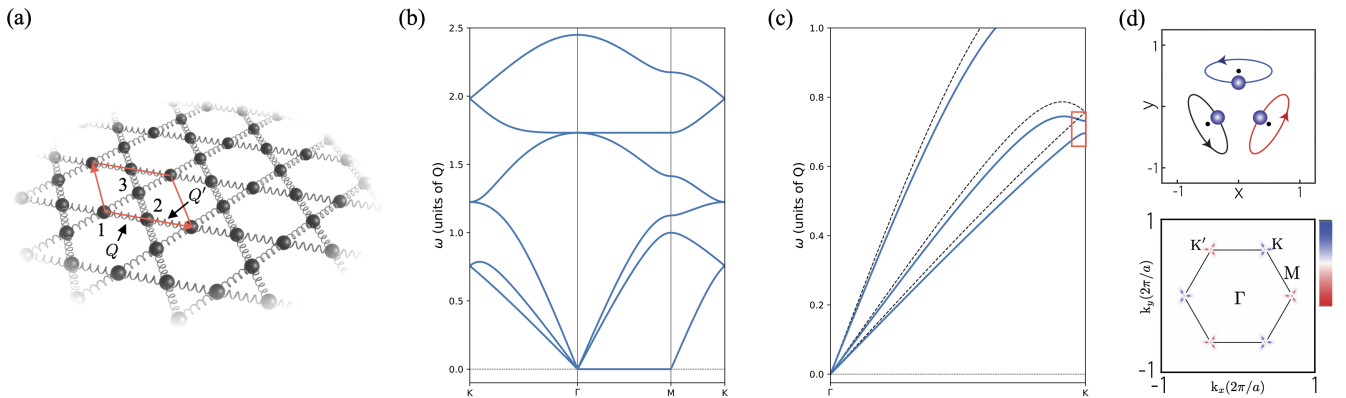 (a)
3
Q'
2
1
Q
(b)
2.5
2.0
1.5
1.0
0.5
0.0
ω (units of Q)
K
Γ
M
K
(c)
1.0
0.8
0.6
0.4
0.2
0.0
ω (units of Q)
Γ
K
(d)
1
y
-1
-1
X
1
1
K'
K
M
Γ
k_y(2π/a)
-1
-1
k_x(2π/a)
1